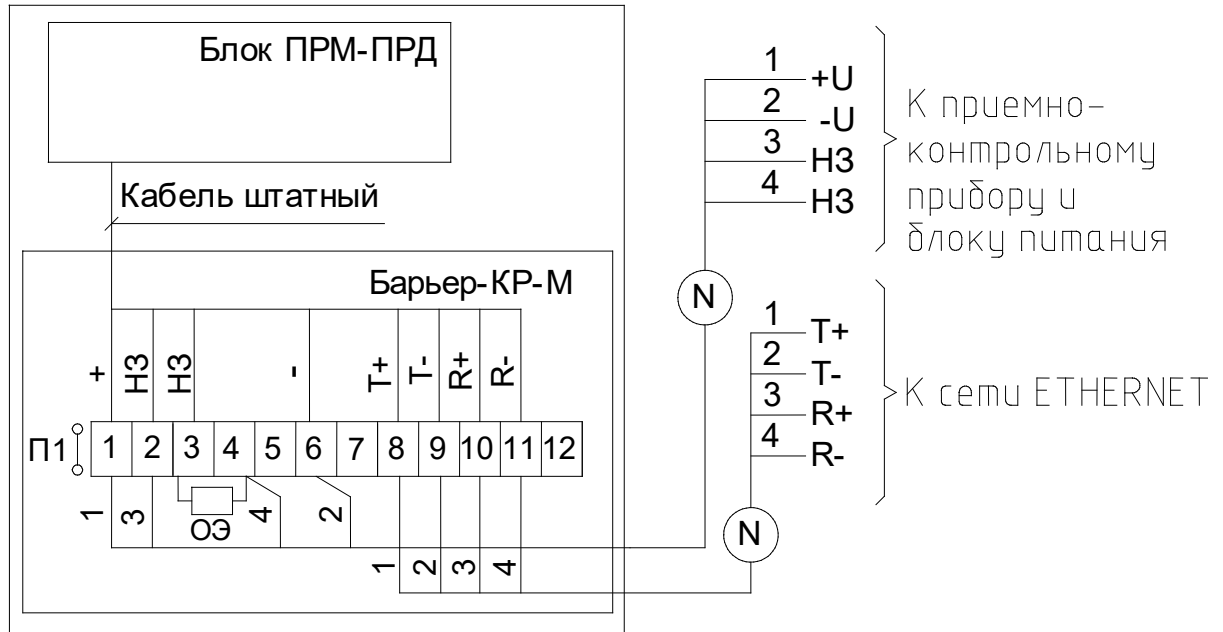 Блок ПРМ-ПРД
Кабель штатный
Барьер-КР-М
+ НЗ НЗ - T+ T- R+ R-
П1 1 2 3 4 5 6 7 8 9 10 11 12
1 3 ОЭ 4 2
1 2 3 4
N
N
1 +U
2 -U
3 НЗ
4 НЗ
К приемно-
контрольному
прибору и
блоку питания
1 T+
2 T-
3 R+
4 R-
К сети ETHERNET